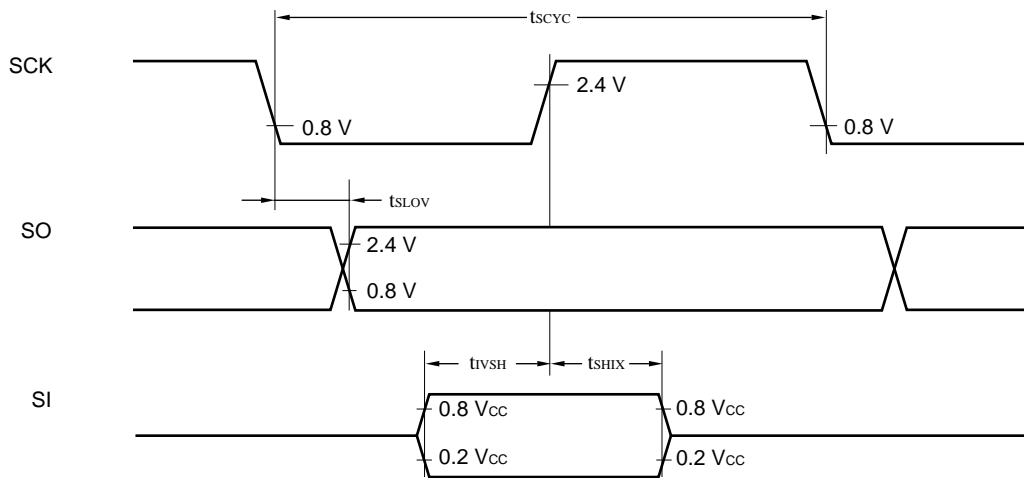 tSCYC
SCK
2.4 V
0.8 V
0.8 V
tSLOV
SO
2.4 V
0.8 V
tIVSH
tSHIX
SI
0.8 VCC
0.8 VCC
0.2 VCC
0.2 VCC